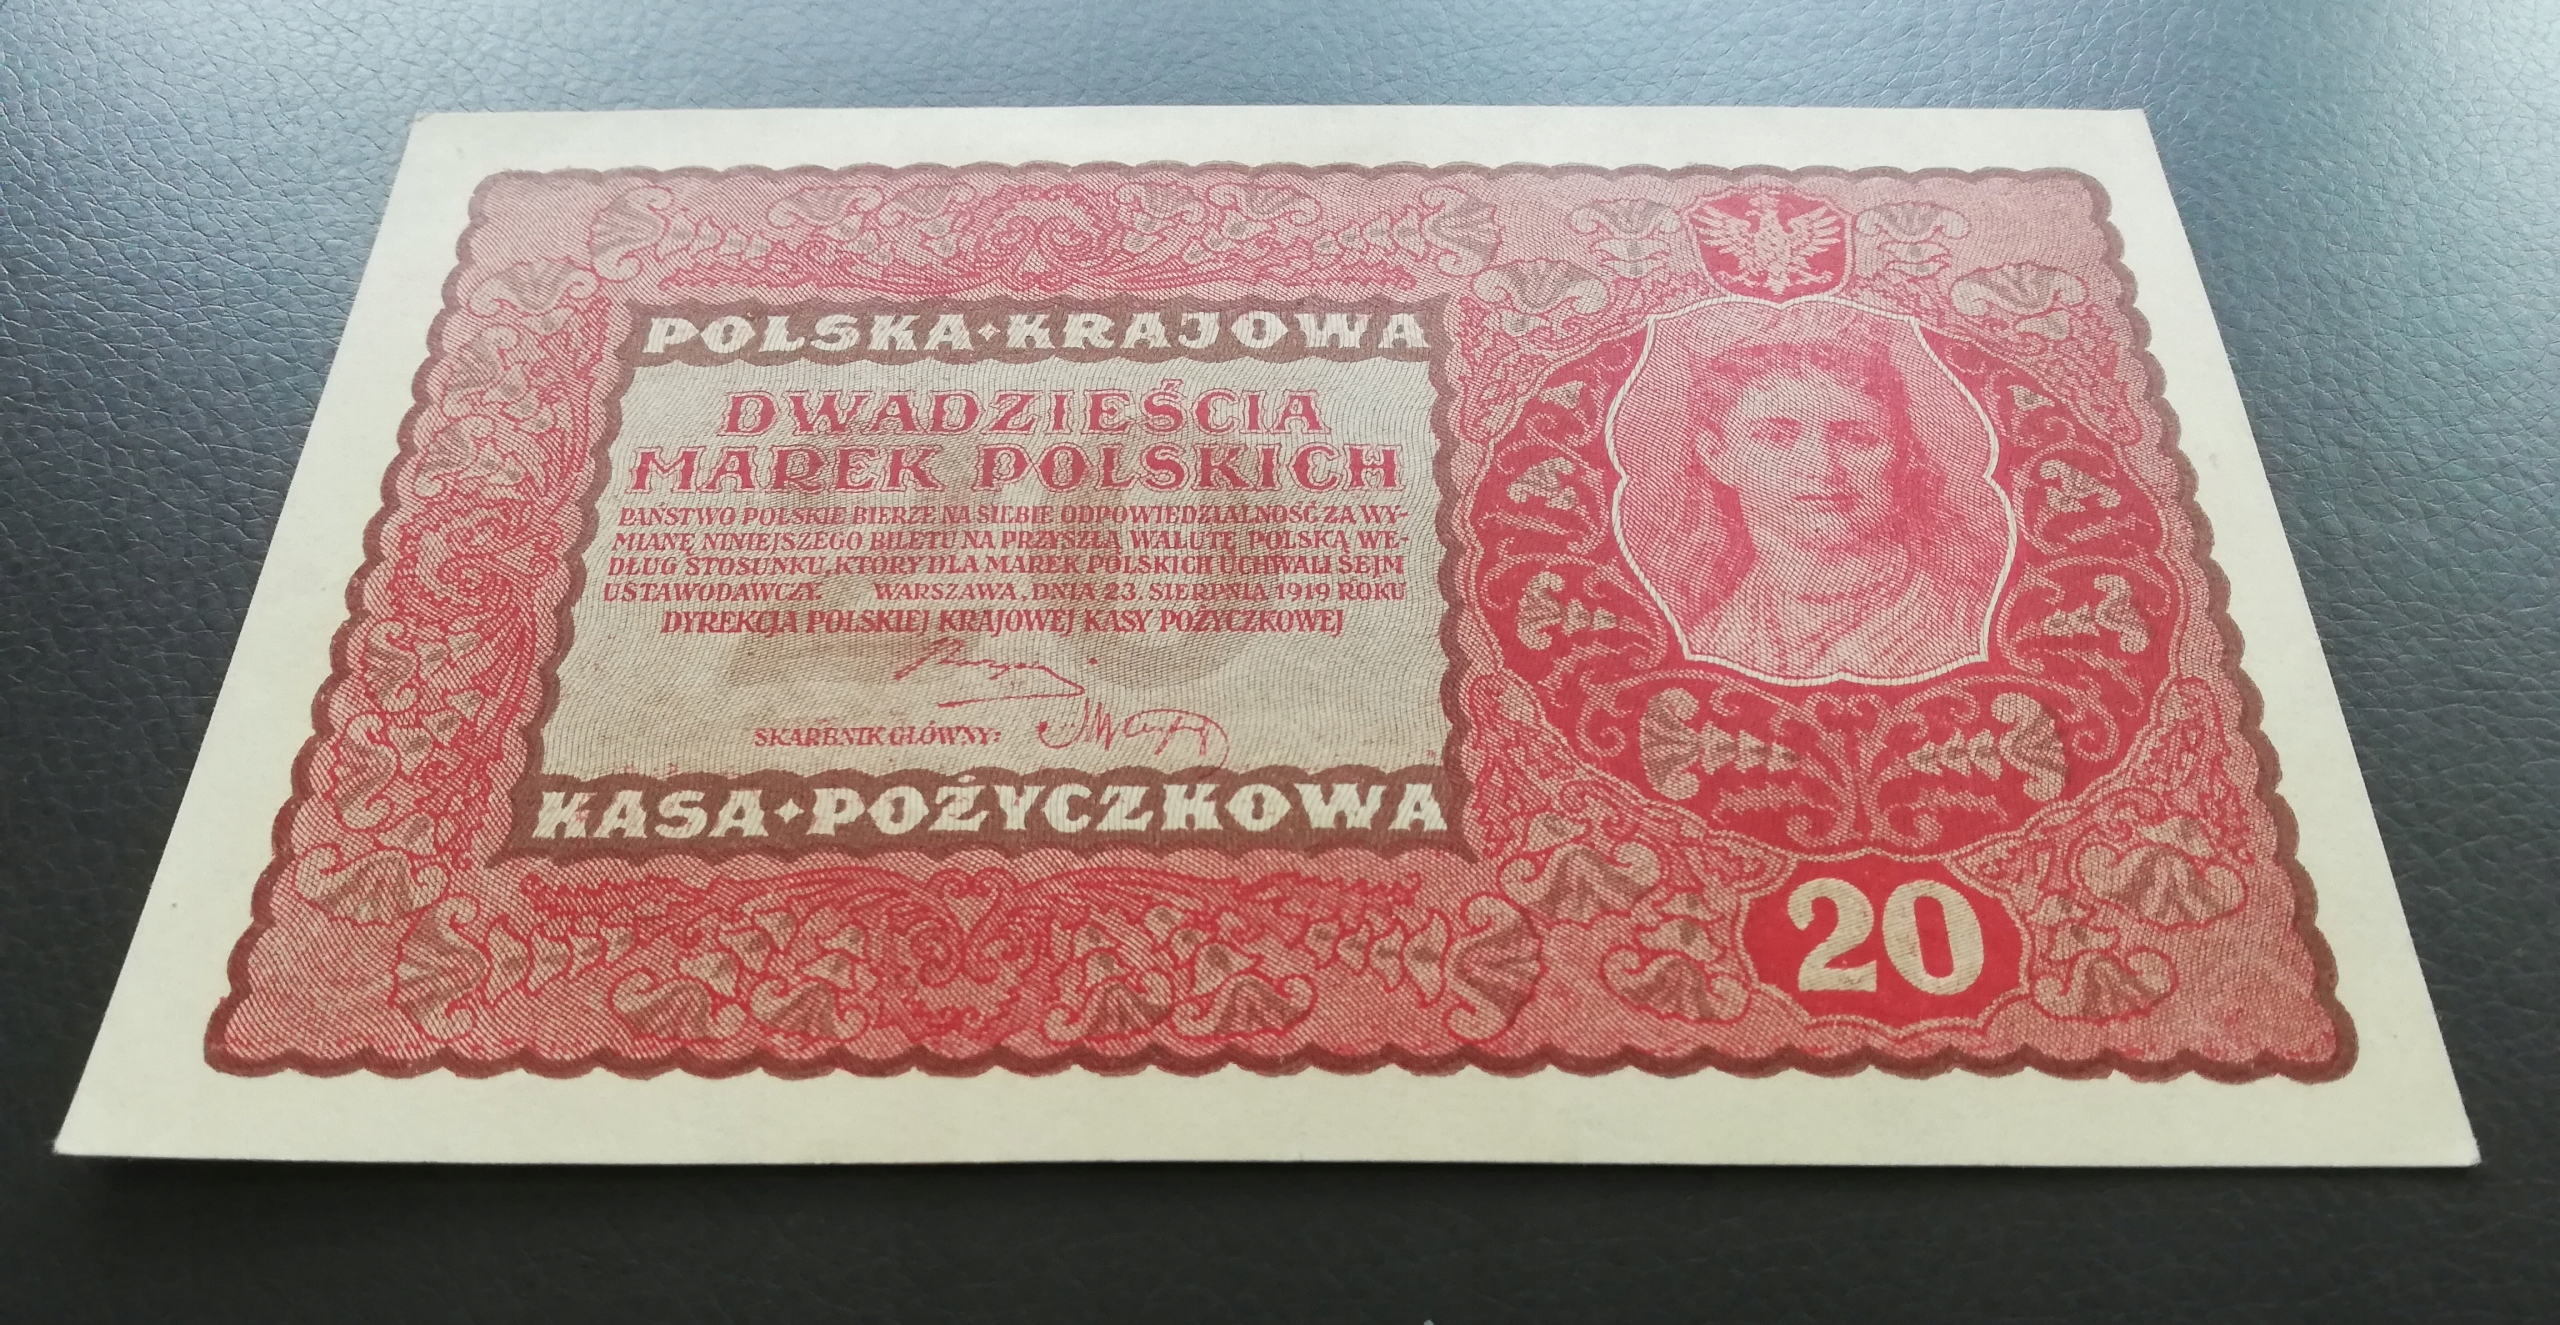 POLSKA · KRAJOWA
DWADZIEŚCIA
MAREK POLSKICH
PAŃSTWO POLSKIE BIERZE NA SIEBIE ODPOWIEDZIALNOŚĆ ZA WY-
MIANĘ NINIEJSZEGO BILETU NA PRZYSZŁĄ WALUTĘ POLSKĄ WE-
DŁUG STOSUNKU, KTÓRY DLA MAREK POLSKICH UCHWALI SEJM
USTAWODAWCZY. WARSZAWA, DNIA 23. SIERPNIA 1919 ROKU
DYREKCJA POLSKIEJ KRAJOWEJ KASY POŻYCZKOWEJ
SKARBNIK GŁÓWNY:
KASA · POŻYCZKOWA
20